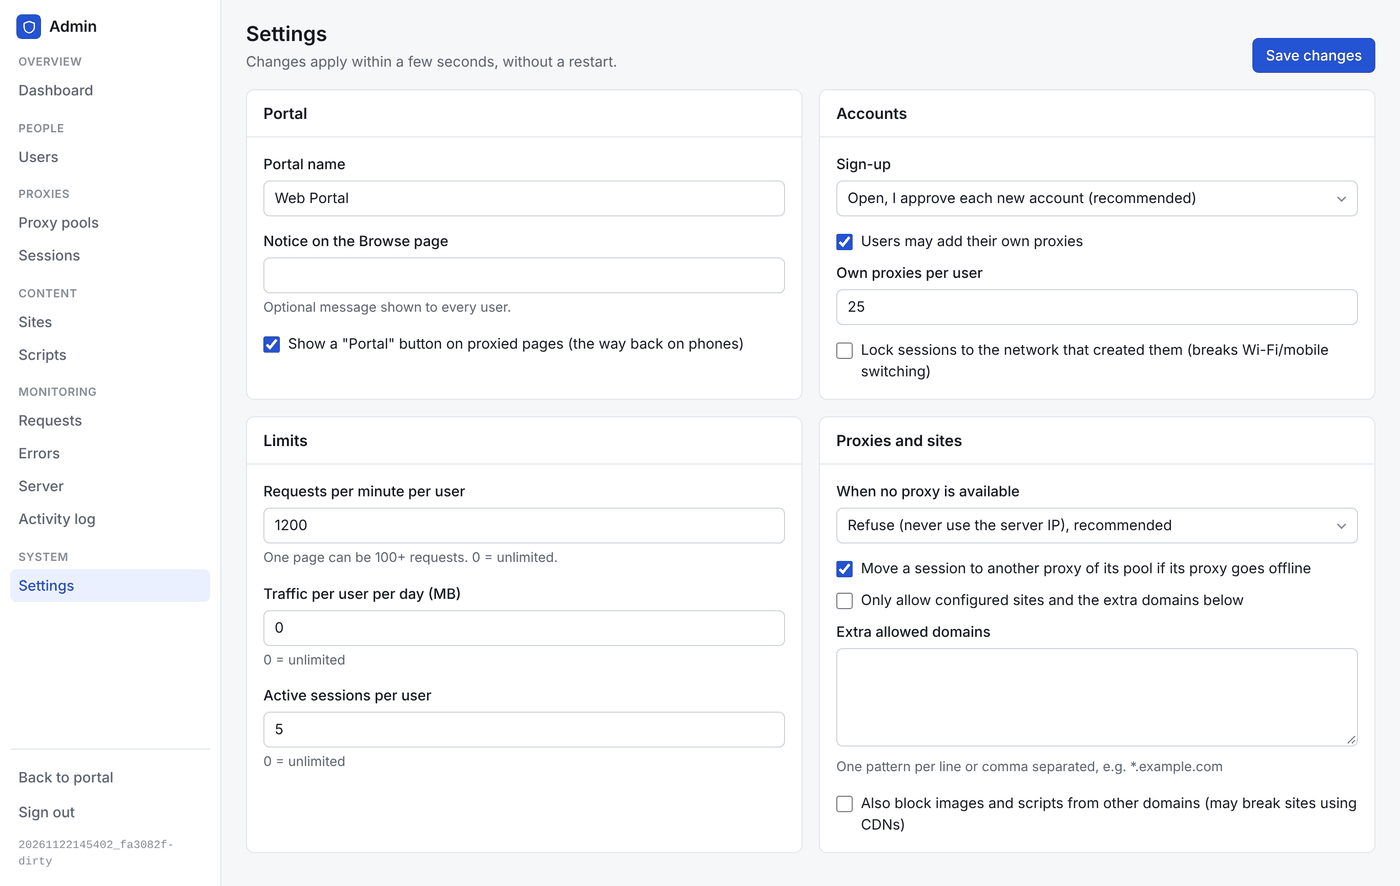 Admin
OVERVIEW
Dashboard
PEOPLE
Users
PROXIES
Proxy pools
Sessions
CONTENT
Sites
Scripts
MONITORING
Requests
Errors
Server
Activity log
SYSTEM
Settings
Back to portal
Sign out
20261122145402_fa3082f-
dirty
Settings
Changes apply within a few seconds, without a restart.
Save changes
Portal
Portal name
Web Portal
Notice on the Browse page
Optional message shown to every user.
Show a "Portal" button on proxied pages (the way back on phones)
Accounts
Sign-up
Open, I approve each new account (recommended)
Users may add their own proxies
Own proxies per user
25
Lock sessions to the network that created them (breaks Wi-Fi/mobile
switching)
Limits
Requests per minute per user
1200
One page can be 100+ requests. 0 = unlimited.
Traffic per user per day (MB)
0
0 = unlimited
Active sessions per user
5
0 = unlimited
Proxies and sites
When no proxy is available
Refuse (never use the server IP), recommended
Move a session to another proxy of its pool if its proxy goes offline
Only allow configured sites and the extra domains below
Extra allowed domains
One pattern per line or comma separated, e.g. *.example.com
Also block images and scripts from other domains (may break sites using
CDNs)